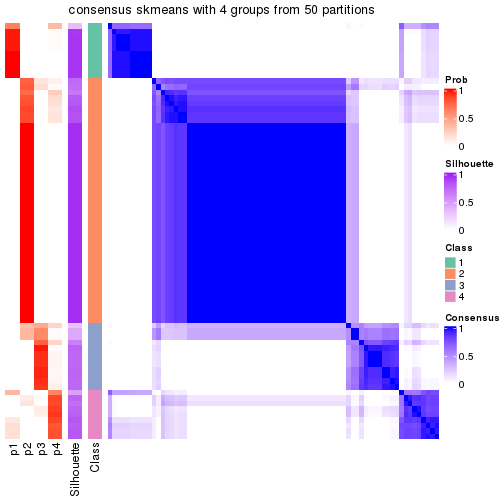 consensus skmeans with 4 groups from 50 partitions
Prob
1
0.5
0
Silhouette
1
0.5
0
Class
1
2
3
4
Consensus
1
0.5
0
p1
p2
p3
p4
Silhouette
Class